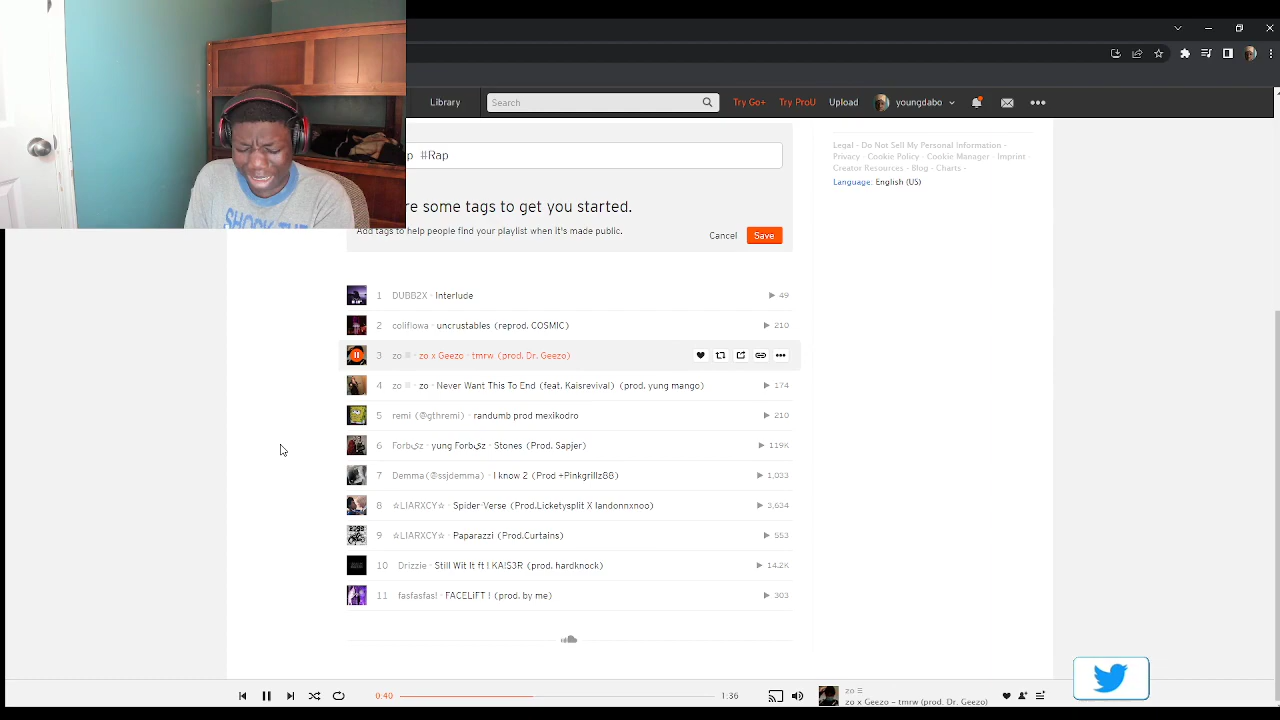 Library
Search
Try Go+
Try ProU
Upload
youngdabo
#Rap
re some tags to get you started.
Add tags to help people find your playlist when it's made public.
Cancel
Save
Legal - Do Not Sell My Personal Information -
Privacy - Cookie Policy - Cookie Manager - Imprint -
Creator Resources - Blog - Charts -
Language: English (US)
1 DUBB2X · Interlude 49
2 coliflowa · uncrustables (reprod. COSMIC) 210
3 zo · zo x Geezo - tmrw (prod. Dr. Geezo)
4 zo · zo - Never Want This To End (feat. Kaisrevival) (prod. yung mango) 174
5 remi (@gthremi) · randumb prod mexikodro 210
6 · yung · Stones (Prod. Sapjer) 119K
7 Demma(@ssjdemma) · I know 2 (Prod +Pinkgrillz88) 1,033
8 ☆LIARXCY☆ · Spider-Verse (Prod.Licketysplit X landonnxnoo) 3,634
9 ☆LIARXCY☆ · Paparazzi (Prod.Curtains) 553
10 Drizzie · Still Wit It ft ! KAIS3R (prod. hardknock) 14.2K
11 fasfasfas! · FACELiFT ! (prod. by me) 303
0:40
1:36
zo
zo x Geezo - tmrw (prod. Dr. Geezo)